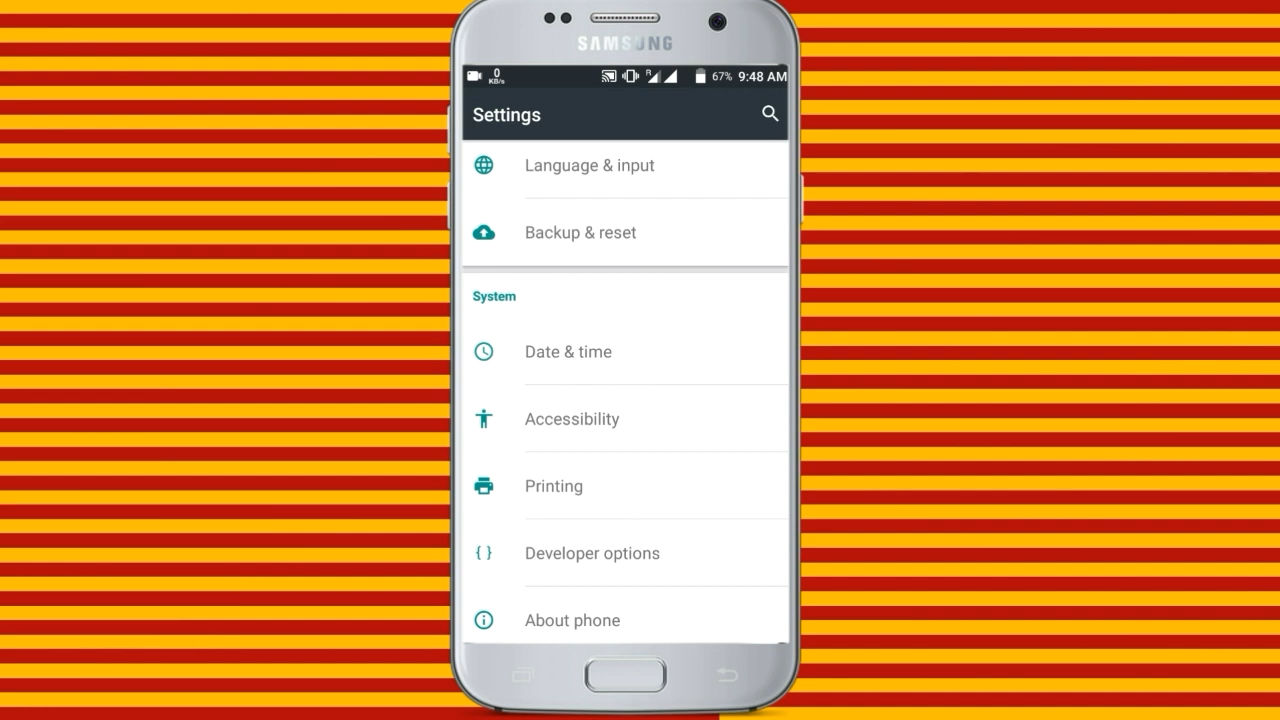 SAMSUNG
0
KB/s
R
67% 9:48 AM
Settings
Language & input
Backup & reset
System
Date & time
Accessibility
Printing
{ } Developer options
About phone